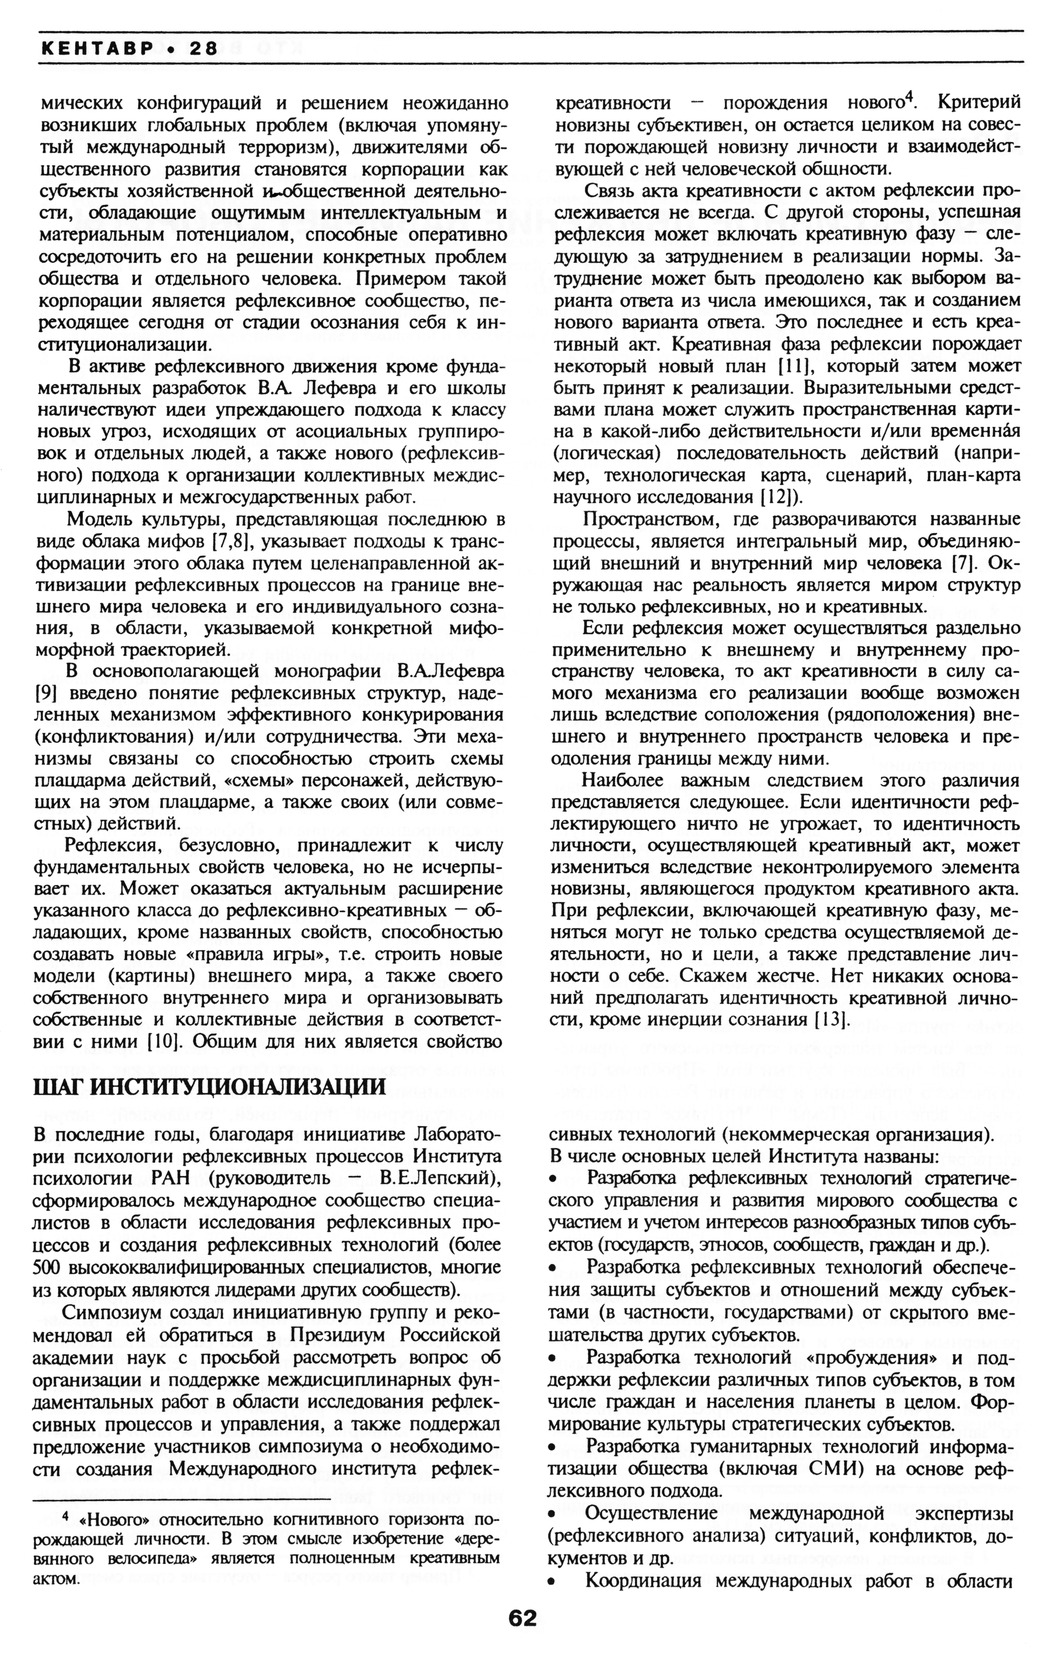 КЕНТАВР • 28
мических конфигураций и решением неожиданно
возникших глобальных проблем (включая упомяну-
тый международный терроризм), движителями об-
щественного развития становятся корпорации как
субъекты хозяйственной и общественной деятельно-
сти, обладающие ощутимым интеллектуальным и
материальным потенциалом, способные оперативно
сосредоточить его на решении конкретных проблем
общества и отдельного человека. Примером такой
корпорации является рефлексивное сообщество, пе-
реходящее сегодня от стадии осознания себя к ин-
ституционализации.
В активе рефлексивного движения кроме фунда-
ментальных разработок В.А. Лефевра и его школы
наличествуют идеи упреждающего подхода к классу
новых угроз, исходящих от асоциальных группиро-
вок и отдельных людей, а также нового (рефлексив-
ного) подхода к организации коллективных междис-
циплинарных и межгосударственных работ.
Модель культуры, представляющая последнюю в
виде облака мифов [7,8], указывает подходы к транс-
формации этого облака путем целенаправленной ак-
тивизации рефлексивных процессов на границе вне-
шнего мира человека и его индивидуального созна-
ния, в области, указываемой конкретной мифо-
морфной траекторией.
В основополагающей монографии В.А.Лефевра
[9] введено понятие рефлексивных структур, наде-
ленных механизмом эффективного конкурирования
(конфликтования) и/или сотрудничества. Эти меха-
низмы связаны со способностью строить схемы
плацдарма действий, «схемы» персонажей, действую-
щих на этом плацдарме, а также своих (или совме-
стных) действий.
Рефлексия, безусловно, принадлежит к числу
фундаментальных свойств человека, но не исчерпы-
вает их. Может оказаться актуальным расширение
указанного класса до рефлексивно-креативных — об-
ладающих, кроме названных свойств, способностью
создавать новые «правила игры», т.е. строить новые
модели (картины) внешнего мира, а также своего
собственного внутреннего мира и организовывать
собственные и коллективные действия в соответст-
вии с ними [10]. Общим для них является свойство
креативности — порождения нового⁴. Критерий
новизны субъективен, он остается целиком на совес-
ти порождающей новизну личности и взаимодейст-
вующей с ней человеческой общности.
Связь акта креативности с актом рефлексии про-
слеживается не всегда. С другой стороны, успешная
рефлексия может включать креативную фазу — сле-
дующую за затруднением в реализации нормы. За-
труднение может быть преодолено как выбором ва-
рианта ответа из числа имеющихся, так и созданием
нового варианта ответа. Это последнее и есть креа-
тивный акт. Креативная фаза рефлексии порождает
некоторый новый план [11], который затем может
быть принят к реализации. Выразительными средст-
вами плана может служить пространственная карти-
на в какой-либо действительности и/или временнáя
(логическая) последовательность действий (напри-
мер, технологическая карта, сценарий, план-карта
научного исследования [12]).
Пространством, где разворачиваются названные
процессы, является интегральный мир, объединяю-
щий внешний и внутренний мир человека [7]. Ок-
ружающая нас реальность является миром структур
не только рефлексивных, но и креативных.
Если рефлексия может осуществляться раздельно
применительно к внешнему и внутреннему про-
странству человека, то акт креативности в силу са-
мого механизма его реализации вообще возможен
лишь вследствие соположения (рядоположения) вне-
шнего и внутреннего пространств человека и пре-
одоления границы между ними.
Наиболее важным следствием этого различия
представляется следующее. Если идентичности реф-
лектирующего ничто не угрожает, то идентичность
личности, осуществляющей креативный акт, может
измениться вследствие неконтролируемого элемента
новизны, являющегося продуктом креативного акта.
При рефлексии, включающей креативную фазу, ме-
няться могут не только средства осуществляемой де-
ятельности, но и цели, а также представление лич-
ности о себе. Скажем жестче. Нет никаких основа-
ний предполагать идентичность креативной лично-
сти, кроме инерции сознания [13].
ШАГ ИНСТИТУЦИОНАЛИЗАЦИИ
В последние годы, благодаря инициативе Лаборато-
рии психологии рефлексивных процессов Института
психологии РАН (руководитель — В.Е.Лепский),
сформировалось международное сообщество специа-
листов в области исследования рефлексивных про-
цессов и создания рефлексивных технологий (более
500 высококвалифицированных специалистов, многие
из которых являются лидерами других сообществ).
Симпозиум создал инициативную группу и реко-
мендовал ей обратиться в Президиум Российской
академии наук с просьбой рассмотреть вопрос об
организации и поддержке междисциплинарных фун-
даментальных работ в области исследования рефлек-
сивных процессов и управления, а также поддержал
предложение участников симпозиума о необходимо-
сти создания Международного института рефлек-
⁴ «Нового» относительно когнитивного горизонта по-
рождающей личности. В этом смысле изобретение «дере-
вянного велосипеда» является полноценным креативным
актом.
сивных технологий (некоммерческая организация).
В числе основных целей Института названы:
• Разработка рефлексивных технологий стратегиче-
ского управления и развития мирового сообщества с
участием и учетом интересов разнообразных типов субъ-
ектов (государств, этносов, сообществ, граждан и др.).
• Разработка рефлексивных технологий обеспече-
ния защиты субъектов и отношений между субъек-
тами (в частности, государствами) от скрытого вме-
шательства других субъектов.
• Разработка технологий «пробуждения» и под-
держки рефлексии различных типов субъектов, в том
числе граждан и населения планеты в целом. Фор-
мирование культуры стратегических субъектов.
• Разработка гуманитарных технологий информа-
тизации общества (включая СМИ) на основе реф-
лексивного подхода.
• Осуществление международной экспертизы
(рефлексивного анализа) ситуаций, конфликтов, до-
кументов и др.
• Координация международных работ в области
62